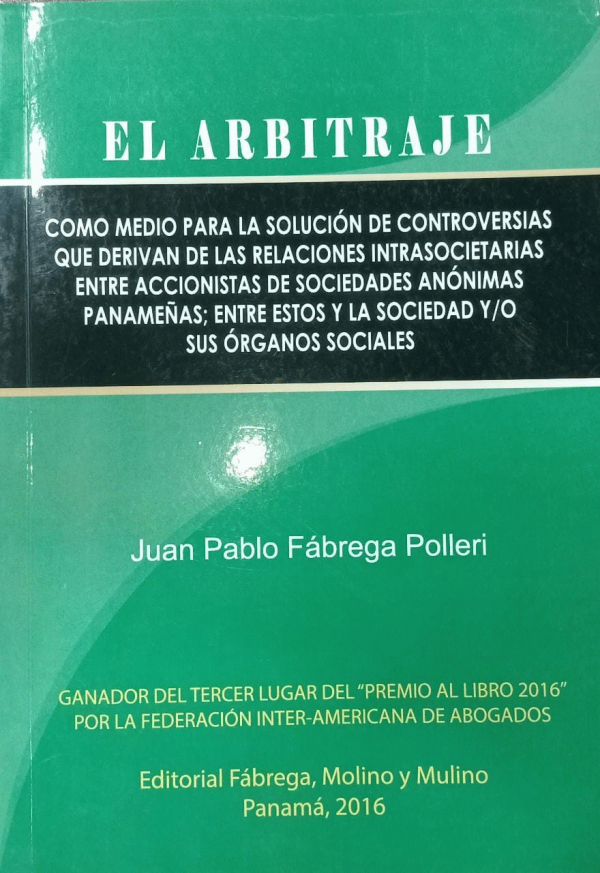 EL ARBITRAJE
COMO MEDIO PARA LA SOLUCIÓN DE CONTROVERSIAS
QUE DERIVAN DE LAS RELACIONES INTRASOCIETARIAS
ENTRE ACCIONISTAS DE SOCIEDADES ANÓNIMAS
PANAMEÑAS; ENTRE ESTOS Y LA SOCIEDAD Y/O
SUS ÓRGANOS SOCIALES
Juan Pablo Fábrega Polleri
GANADOR DEL TERCER LUGAR DEL “PREMIO AL LIBRO 2016”
POR LA FEDERACIÓN INTER-AMERICANA DE ABOGADOS
Editorial Fábrega, Molino y Mulino
Panamá, 2016